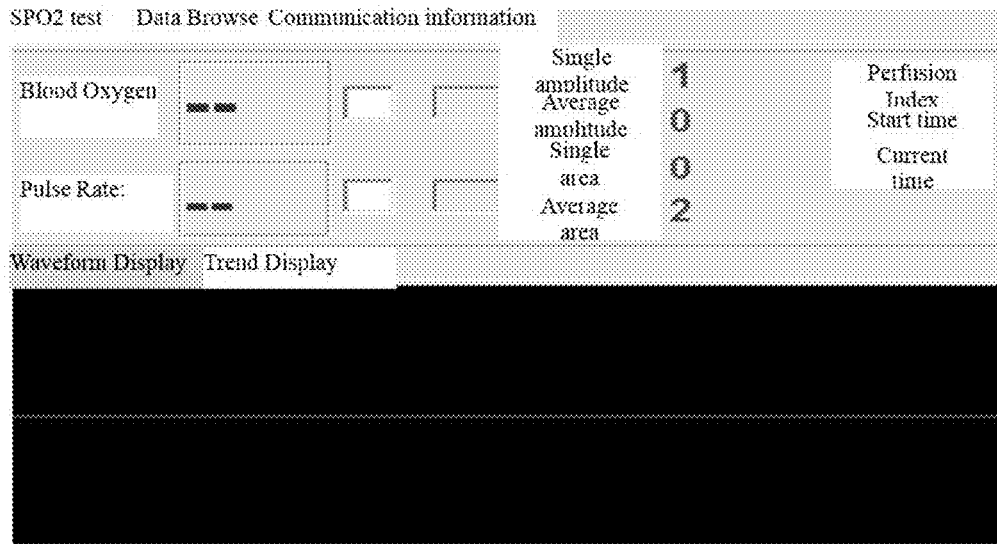 SPO2 test Data Browse Communication information
Blood Oxygen
--
Single
amplitude
1
Average
amplitude
0
Single
area
0
Average
area
2
Perfusion
Index
Start time
Current
time
Pulse Rate:
--
Waveform Display Trend Display